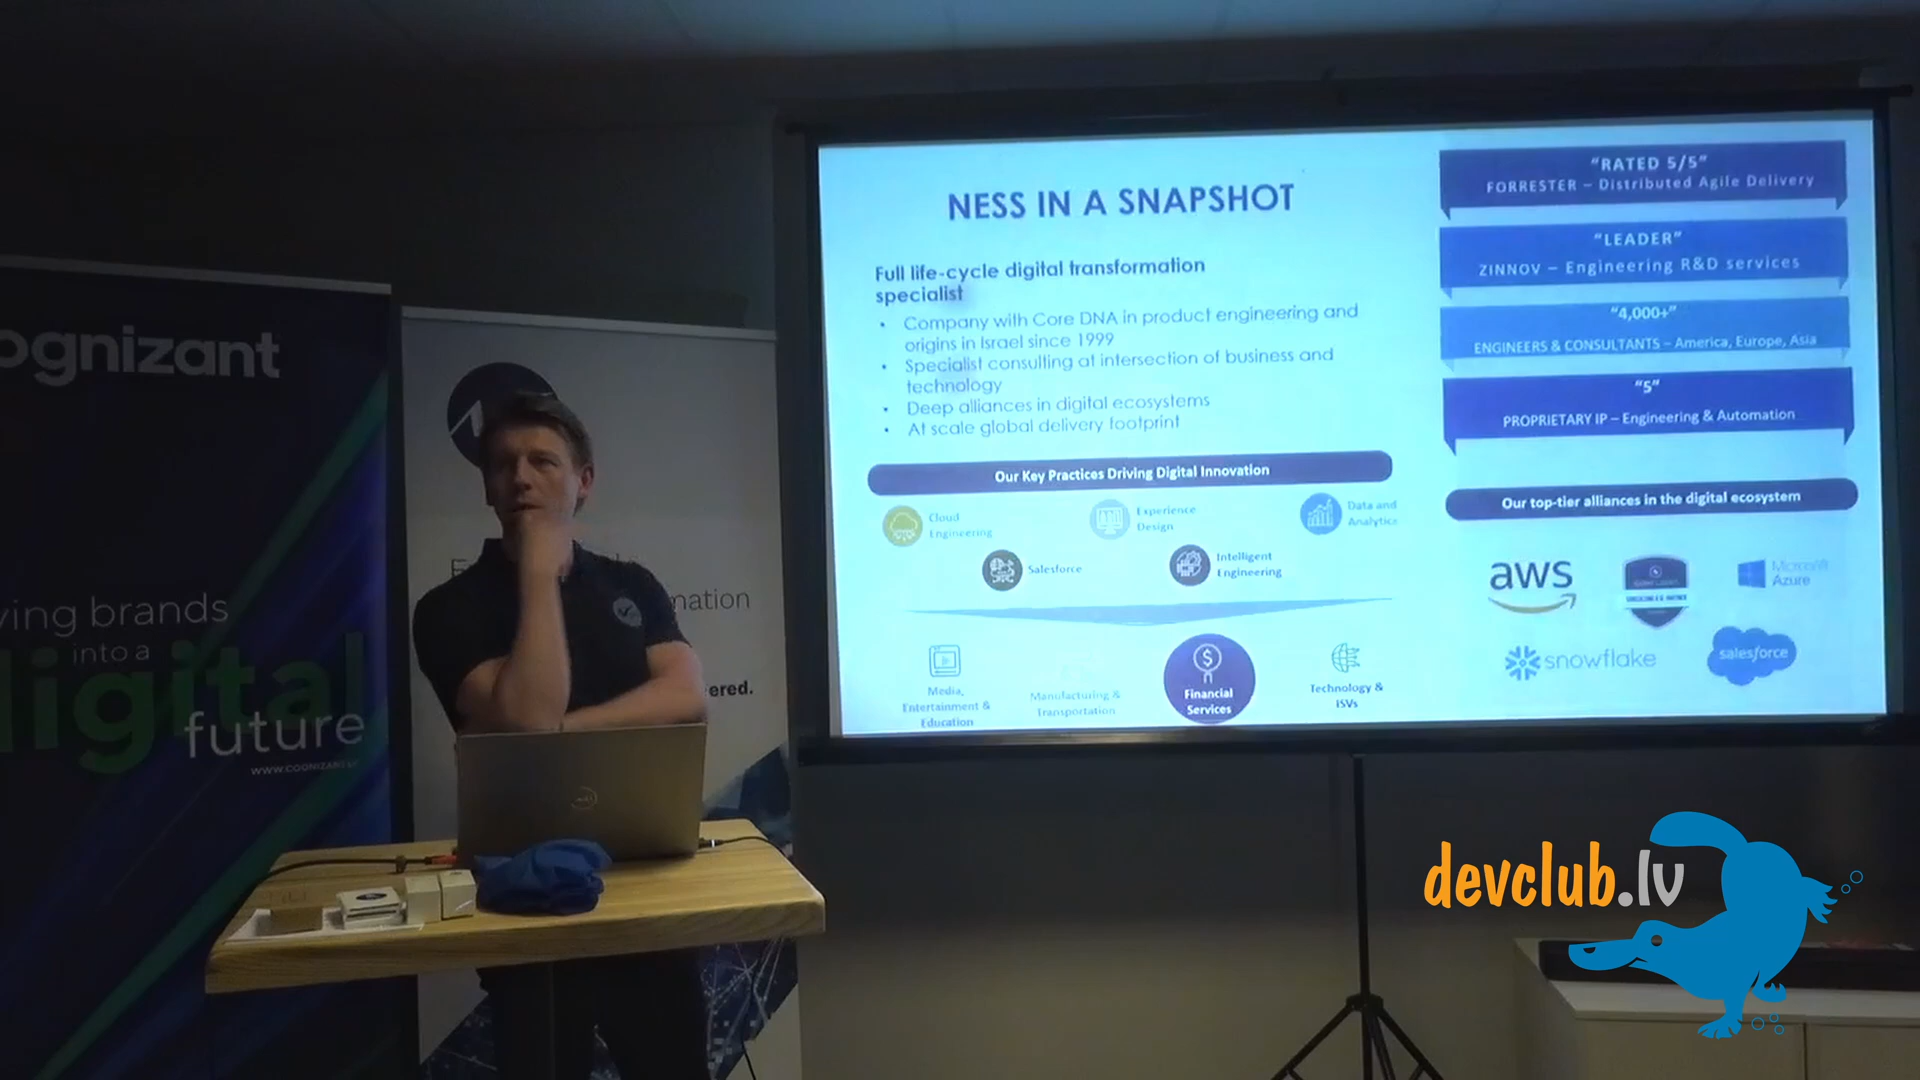 ognizant
ving brands
into a
digital
future
WWW.COGNIZANT.
mation
ered.
DELL
NESS IN A SNAPSHOT
Full life-cycle digital transformation
specialist
• Company with Core DNA in product engineering and
origins in Israel since 1999
• Specialist consulting at intersection of business and
technology
• Deep alliances in digital ecosystems
• At scale global delivery footprint
Our Key Practices Driving Digital Innovation
Cloud
Engineering
Experience
Design
Data and
Analytics
Salesforce
Intelligent
Engineering
Media,
Entertainment &
Education
Manufacturing &
Transportation
Financial
Services
Technology &
ISVs
"RATED 5/5"
FORRESTER – Distributed Agile Delivery
"LEADER"
ZINNOV – Engineering R&D services
"4,000+"
ENGINEERS & CONSULTANTS – America, Europe, Asia
"5"
PROPRIETARY IP – Engineering & Automation
Our top-tier alliances in the digital ecosystem
aws
Microsoft
Azure
snowflake
salesforce
devclub.lv